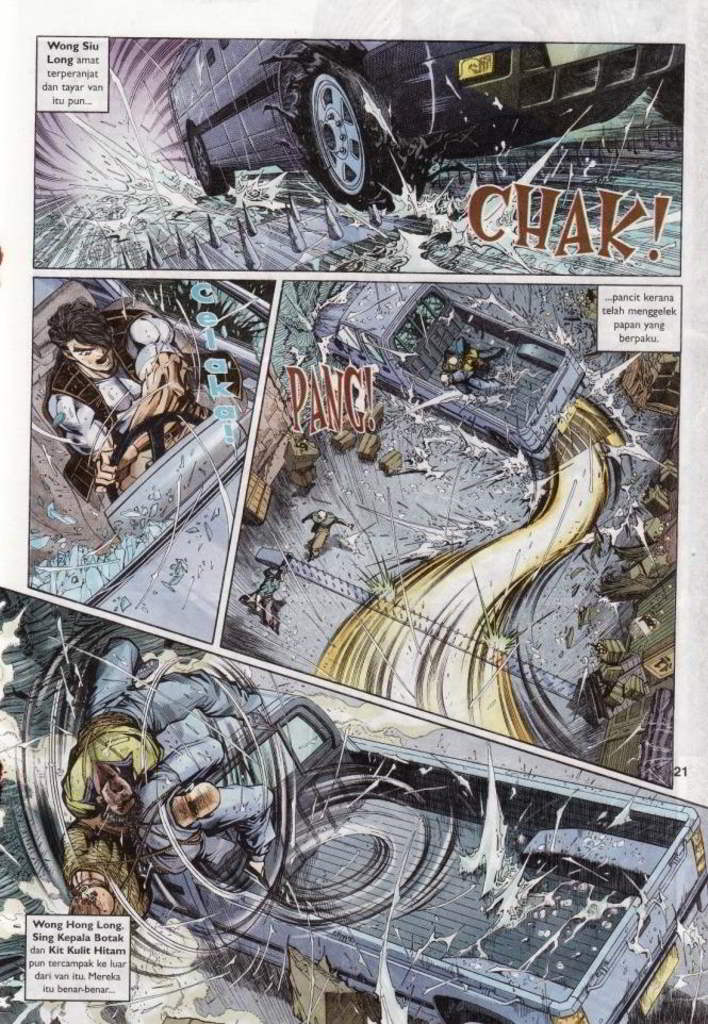 Wong Siu
Long amat
terperanjat
dan tayar van
itu pun...
CHAK!
Celaka!
PANG!
...pancit kerana
telah menggelek
papan yang
berpaku.
21
Wong Hong Long,
Sing Kepala Botak
dan Kit Kulit Hitam
pun tercampak ke luar
dari van itu. Mereka
itu benar-benar...